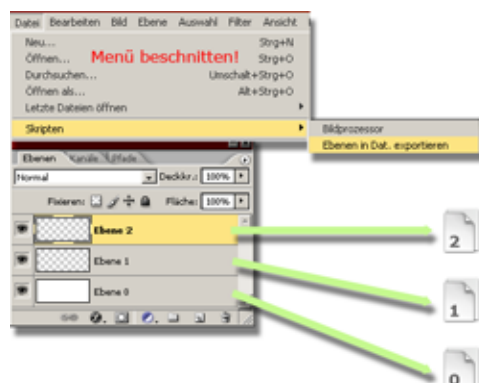 Datei Bearbeiten Bild Ebene Auswahl Filter Ansicht
Neu... Strg+N
Menü beschnitten!
Öffnen... Strg+O
Durchsuchen... Umschalt+Strg+O
Öffnen als... Alt+Strg+O
Letzte Dateien öffnen
Skripten
Bildprozessor
Ebenen in Dat. exportieren
Ebenen Kanäle Pfade
Normal Deckkr.: 100%
Fixieren: Fläche: 100%
Ebene 2
Ebene 1
Ebene 0
2
1
0